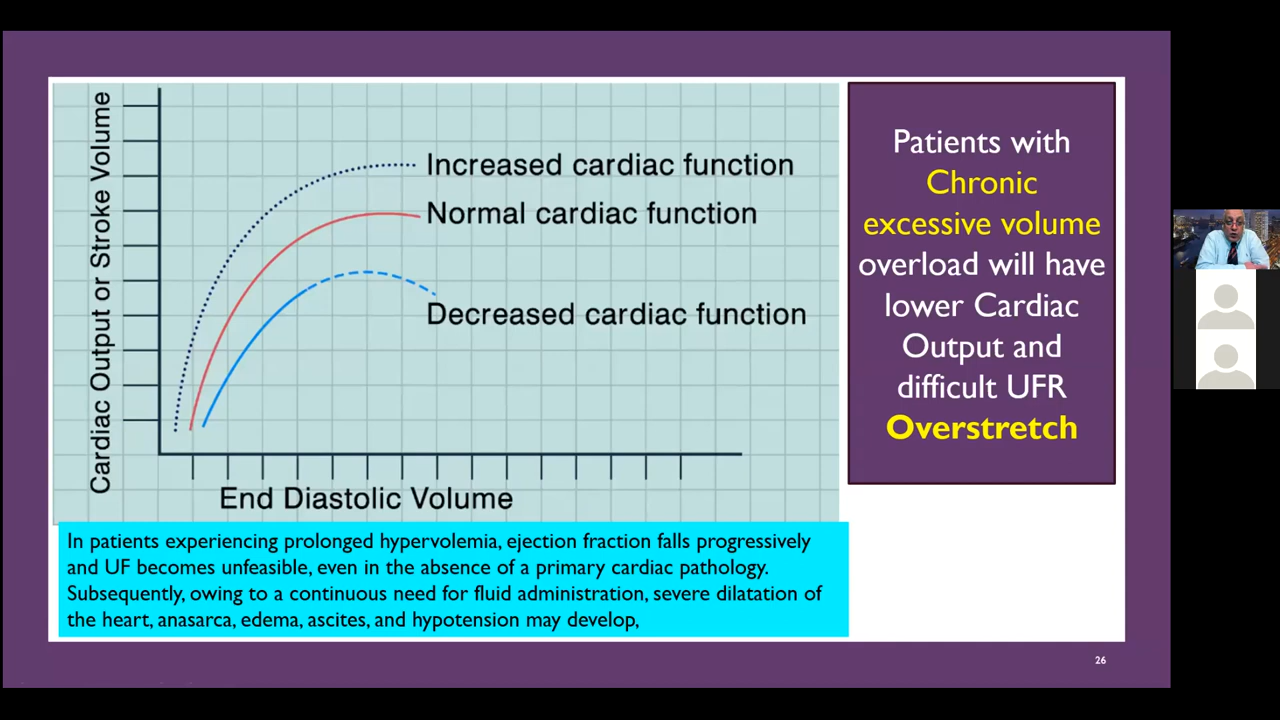 Cardiac Output or Stroke Volume
Increased cardiac function
Normal cardiac function
Decreased cardiac function
End Diastolic Volume
Patients with
Chronic
excessive volume
overload will have
lower Cardiac
Output and
difficult UFR
Overstretch
In patients experiencing prolonged hypervolemia, ejection fraction falls progressively
and UF becomes unfeasible, even in the absence of a primary cardiac pathology.
Subsequently, owing to a continuous need for fluid administration, severe dilatation of
the heart, anasarca, edema, ascites, and hypotension may develop,
26